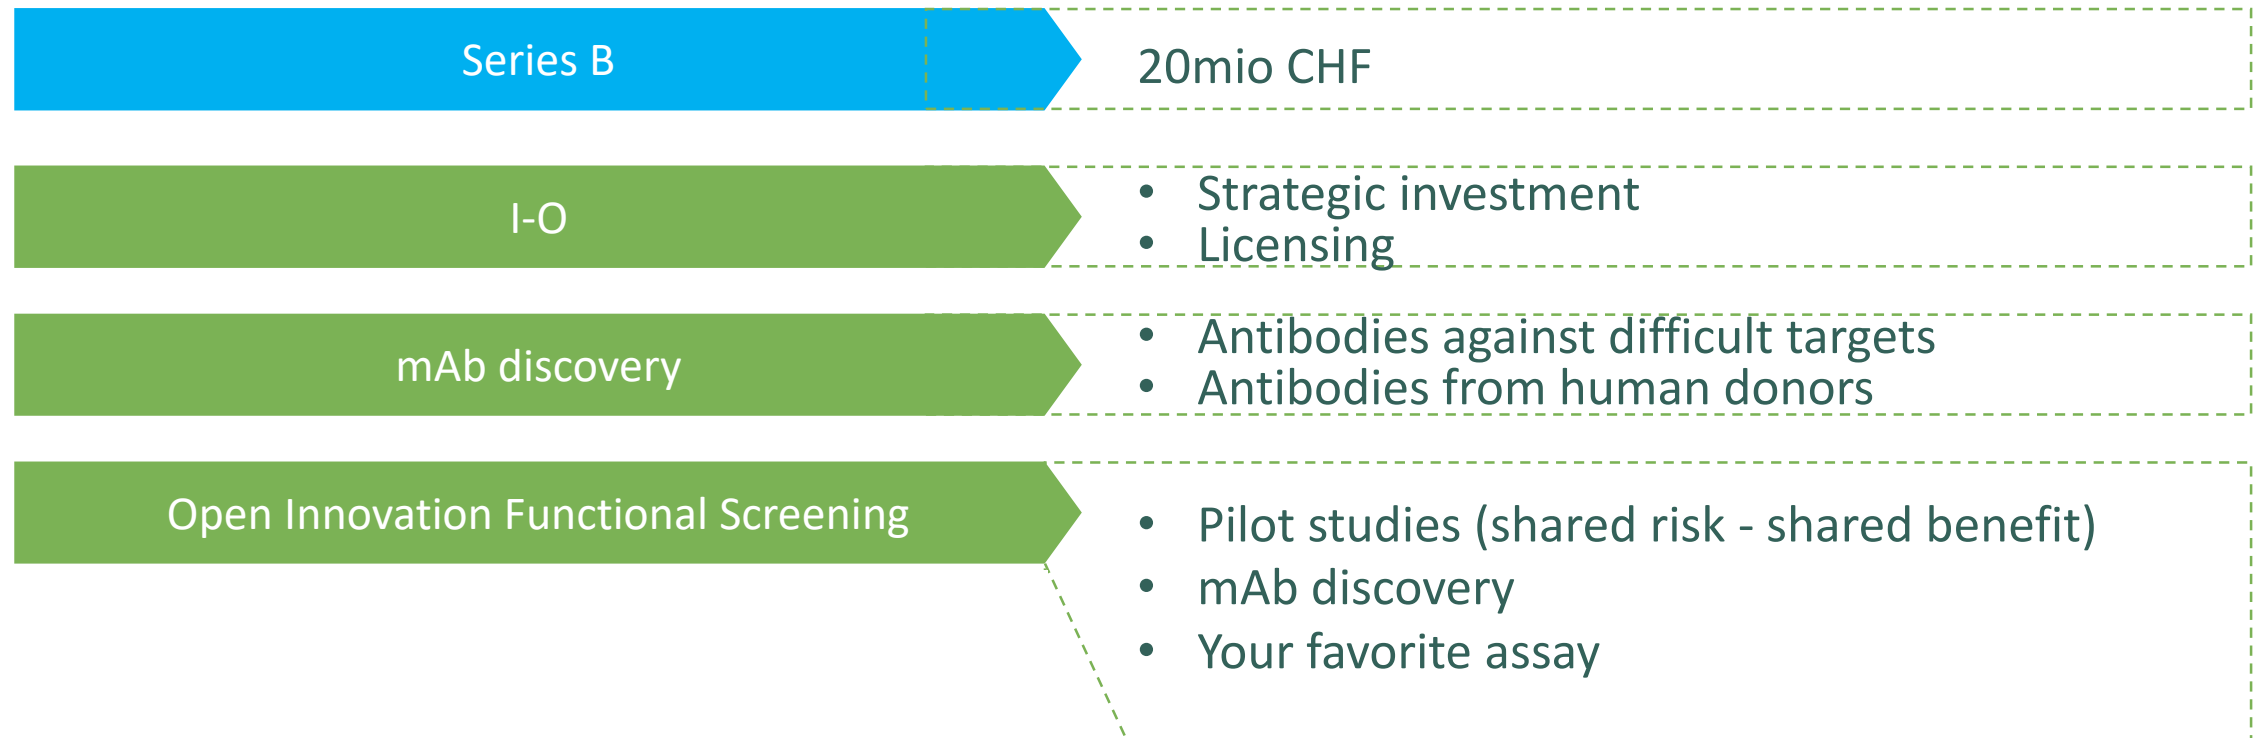 Series B
20mio CHF
I-O
• Strategic investment
• Licensing
mAb discovery
• Antibodies against difficult targets
• Antibodies from human donors
Open Innovation Functional Screening
• Pilot studies (shared risk - shared benefit)
• mAb discovery
• Your favorite assay